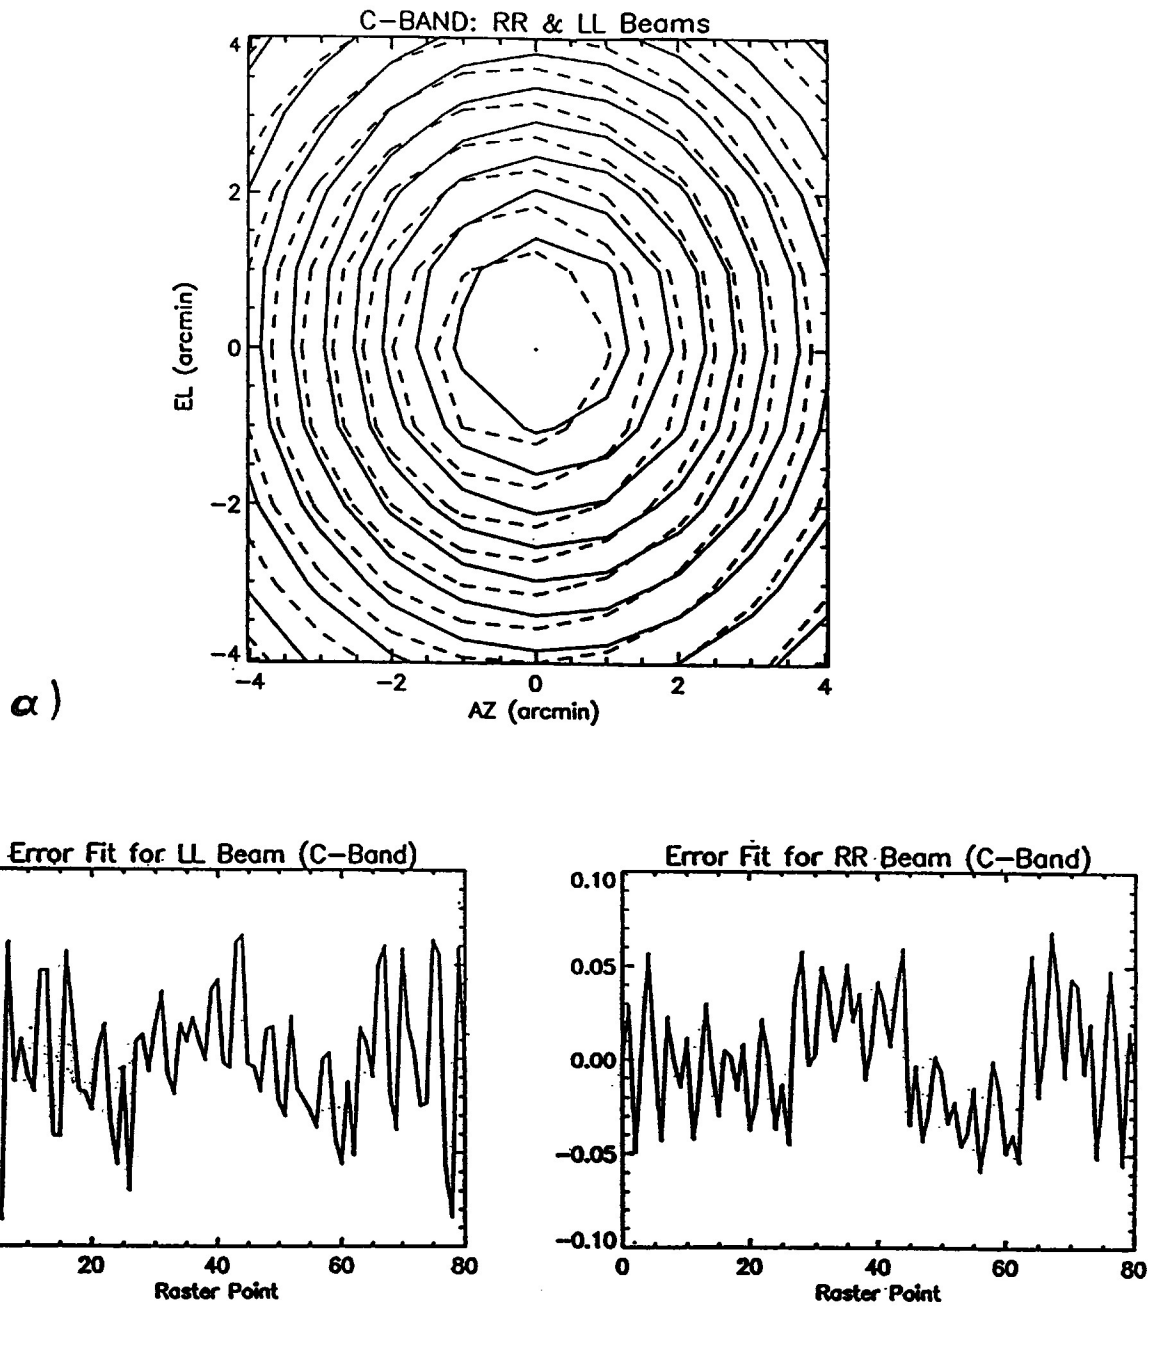 C-BAND: RR & LL Beams
4
2
0
-2
-4
EL (arcmin)
-4 -2 0 2 4
AZ (arcmin)
a)
Error Fit for LL Beam (C-Band)
20 40 60 80
Raster Point
Error Fit for RR Beam (C-Band)
0.10
0.05
0.00
-0.05
-0.10
0 20 40 60 80
Raster Point